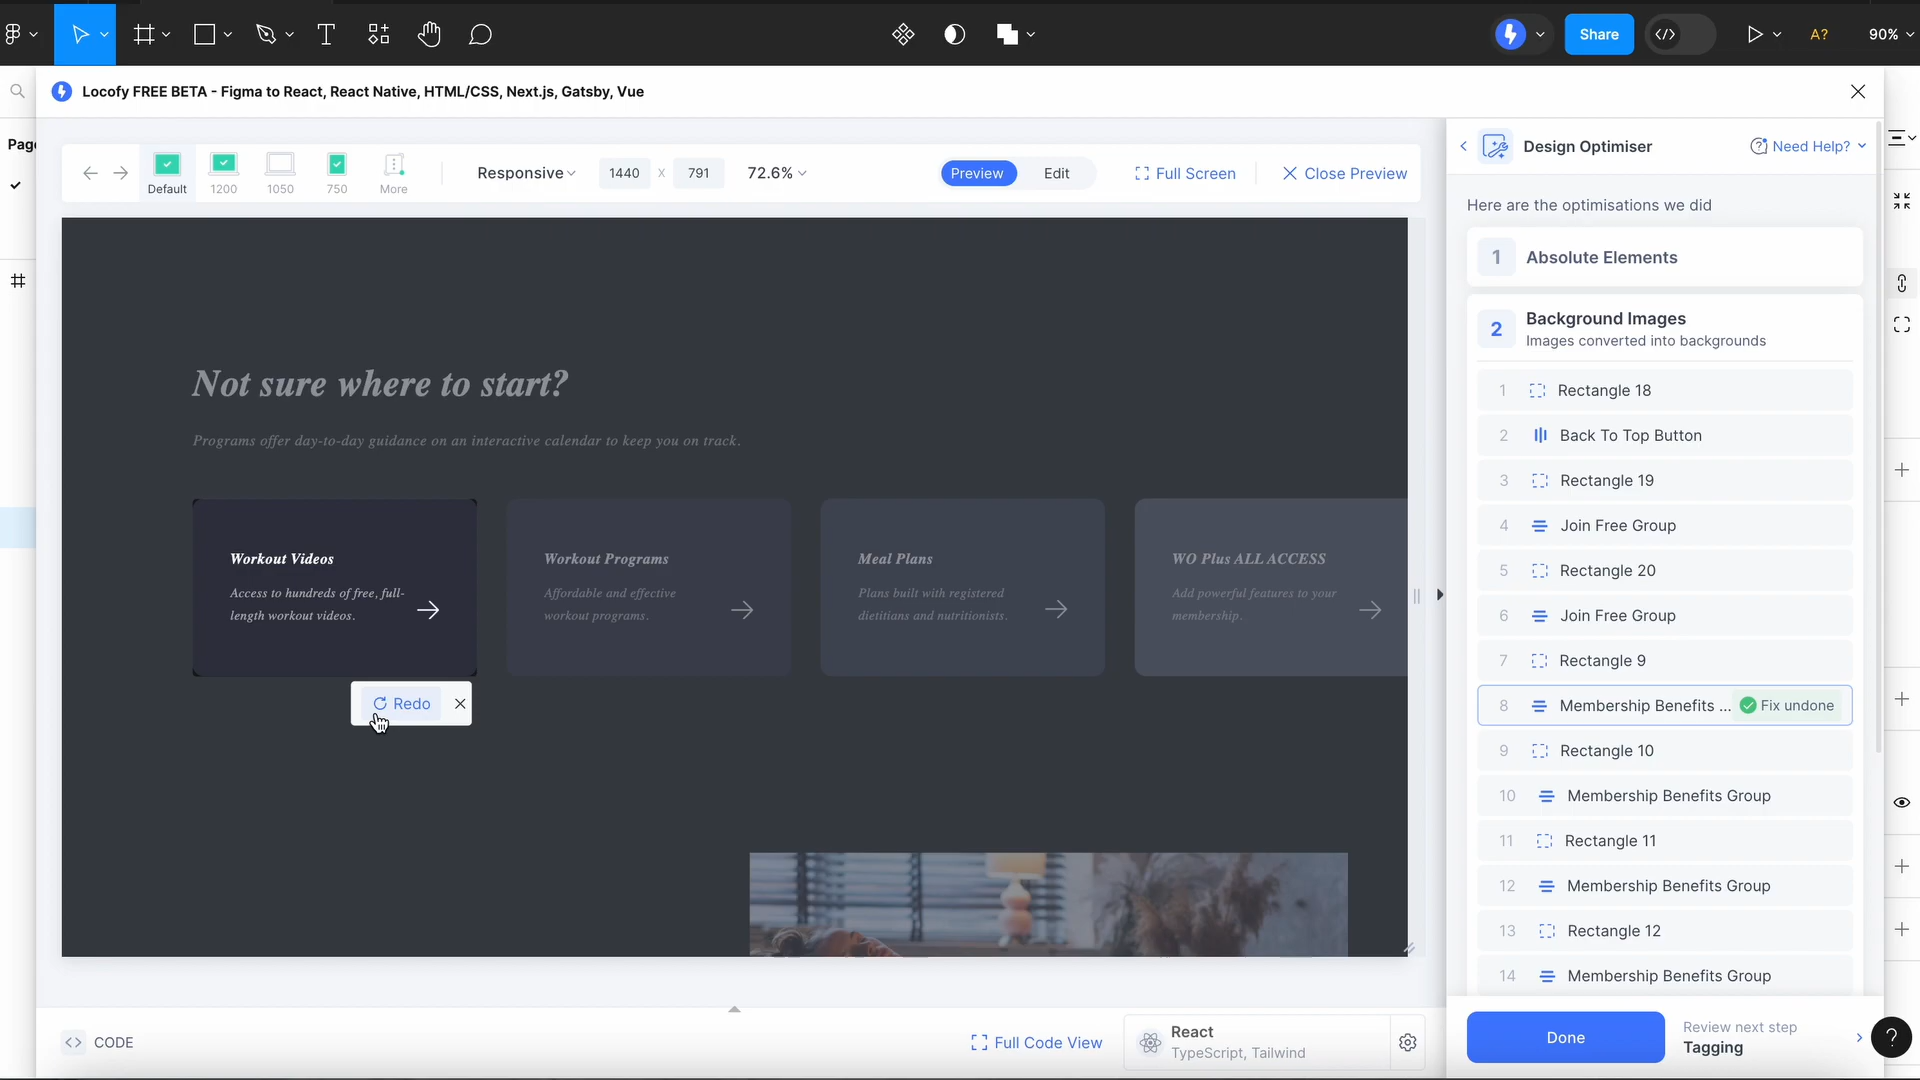 Share
A?
90%
Locofy FREE BETA - Figma to React, React Native, HTML/CSS, Next.js, Gatsby, Vue
Default
1200
1050
750
More
Responsive
1440
x
791
72.6%
Preview
Edit
Full Screen
Close Preview
Not sure where to start?
Programs offer day-to-day guidance on an interactive calendar to keep you on track.
Workout Videos
Access to hundreds of free, full-
length workout videos.
Workout Programs
Affordable and effective
workout programs.
Meal Plans
Plans built with registered
dietitians and nutritionists.
WO Plus ALL ACCESS
Add powerful features to your
membership.
Redo
CODE
Full Code View
React
TypeScript, Tailwind
Design Optimiser
Need Help?
Here are the optimisations we did
1 Absolute Elements
2 Background Images
Images converted into backgrounds
1 Rectangle 18
2 Back To Top Button
3 Rectangle 19
4 Join Free Group
5 Rectangle 20
6 Join Free Group
7 Rectangle 9
8 Membership Benefits ... Fix undone
9 Rectangle 10
10 Membership Benefits Group
11 Rectangle 11
12 Membership Benefits Group
13 Rectangle 12
14 Membership Benefits Group
Done
Review next step
Tagging
?